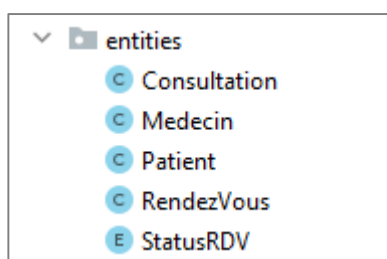 entities
C Consultation
C Medecin
C Patient
C RendezVous
E StatusRDV